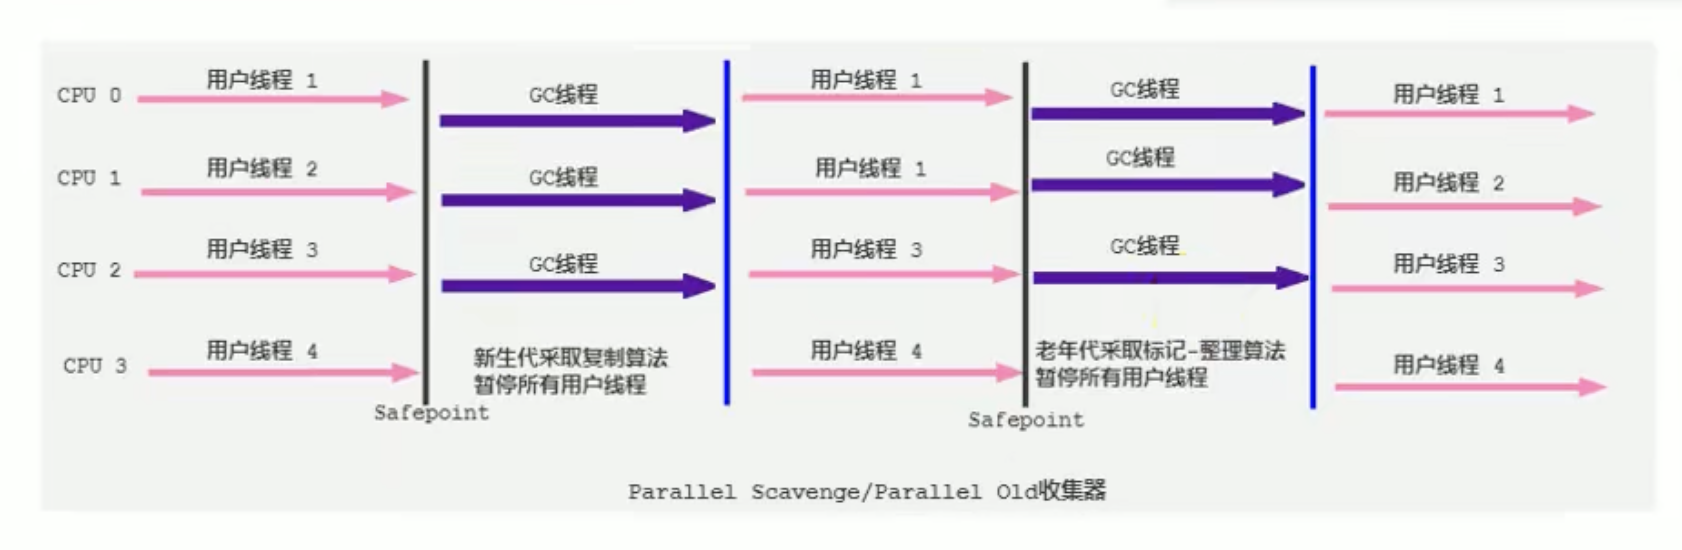 CPU 0
用户线程 1
GC线程
用户线程 1
GC线程
用户线程 1
CPU 1
用户线程 2
GC线程
用户线程 1
GC线程
用户线程 2
CPU 2
用户线程 3
GC线程
用户线程 3
GC线程
用户线程 3
CPU 3
用户线程 4
新生代采取复制算法
暂停所有用户线程
用户线程 4
老年代采取标记-整理算法
暂停所有用户线程
用户线程 4
Safepoint
Safepoint
Parallel Scavenge/Parallel Old收集器